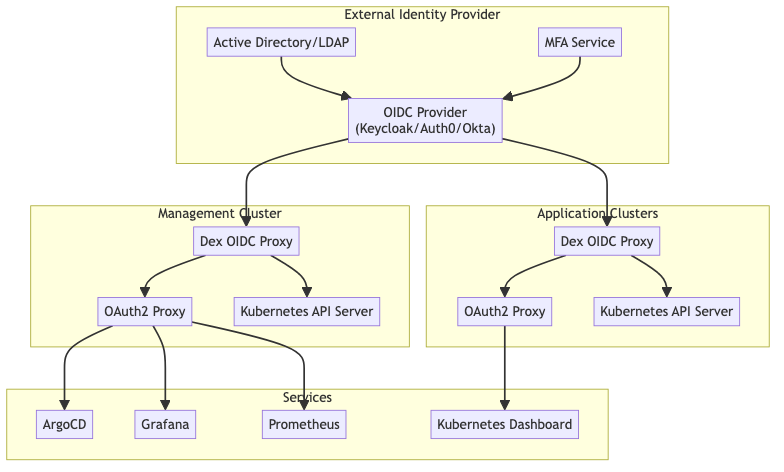 External Identity Provider
Active Directory/LDAP
MFA Service
OIDC Provider
(Keycloak/Auth0/Okta)
Management Cluster
Application Clusters
Dex OIDC Proxy
Dex OIDC Proxy
OAuth2 Proxy
Kubernetes API Server
OAuth2 Proxy
Kubernetes API Server
Services
ArgoCD
Grafana
Prometheus
Kubernetes Dashboard